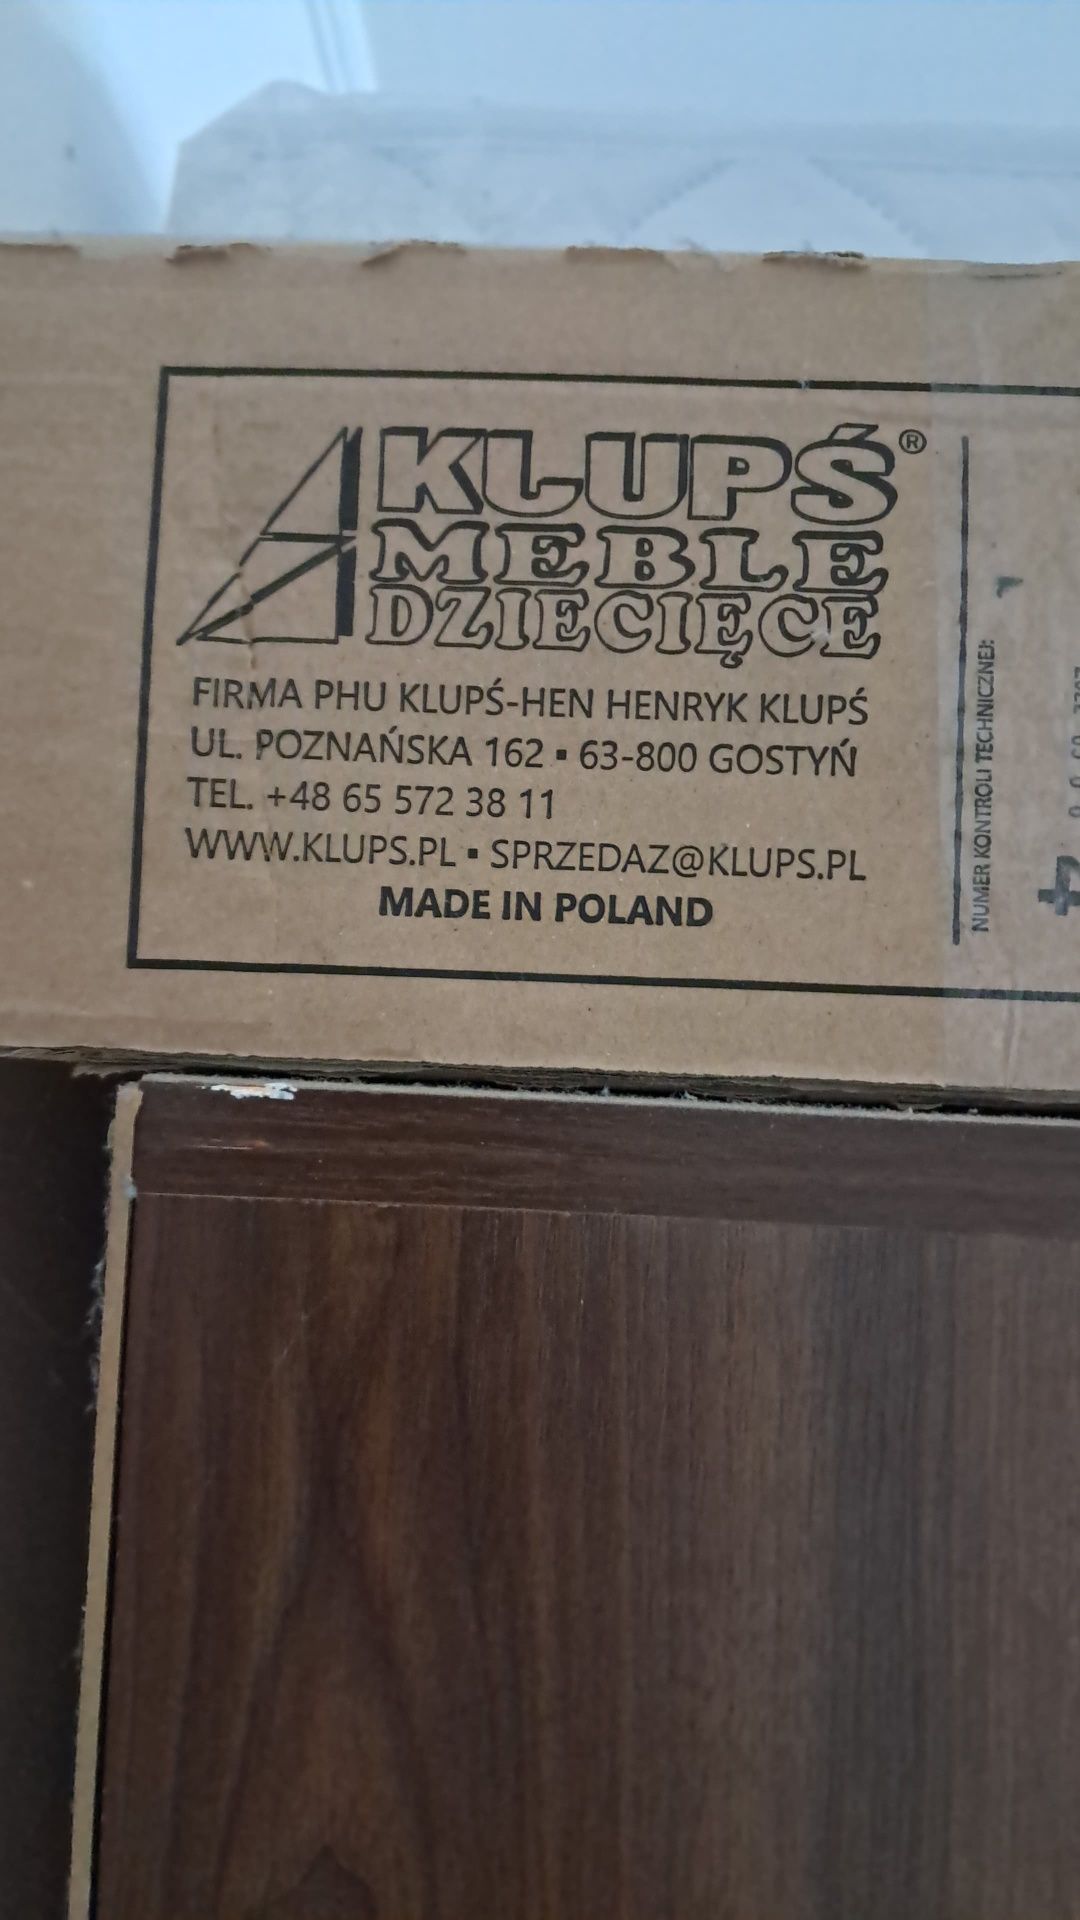 KLUPŚ®
MEBLE
DZIECIĘCE
FIRMA PHU KLUPŚ-HEN HENRYK KLUPŚ
UL. POZNAŃSKA 162 ▪ 63-800 GOSTYŃ
TEL. +48 65 572 38 11
WWW.KLUPS.PL ▪ SPRZEDAZ@KLUPS.PL
MADE IN POLAND
NUMER KONTROLI TECHNICZNEJ: